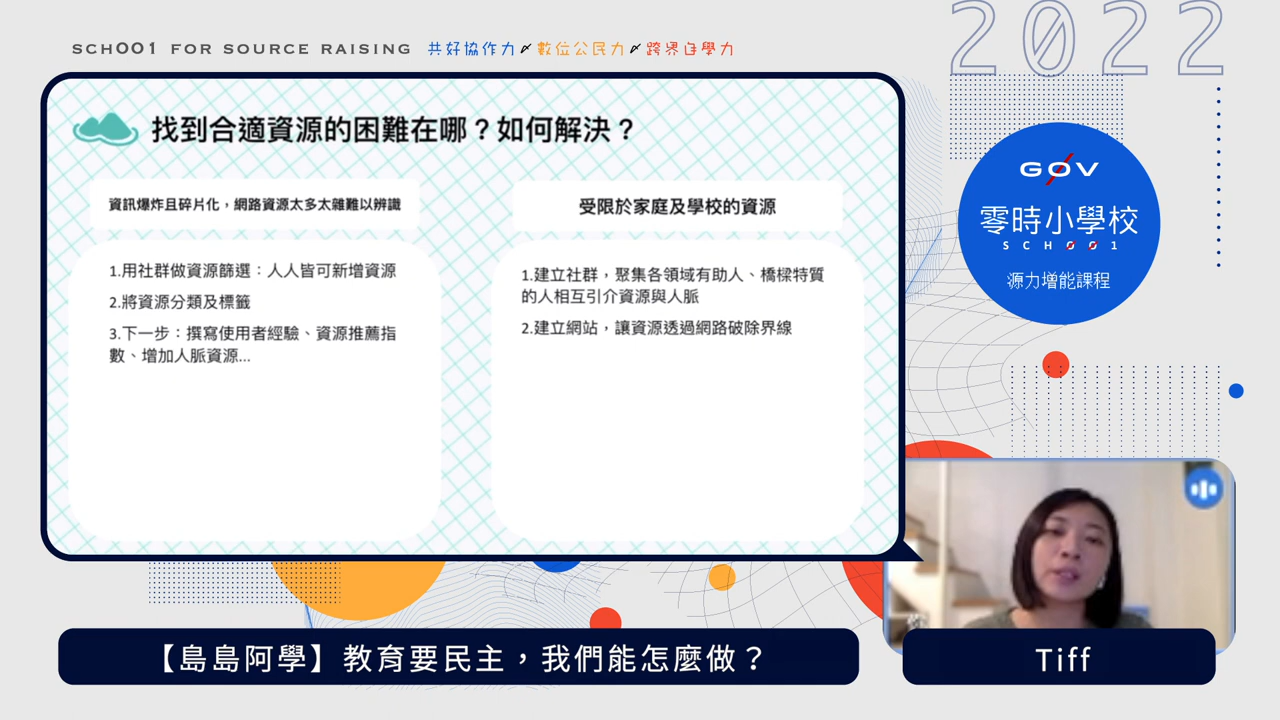 SCHOO1 FOR SOURCE RAISING 共好協作力〆數位公民力〆跨界自學力
2022
找到合適資源的困難在哪？如何解決？
資訊爆炸且碎片化，網路資源太多太雜難以辨識
1.用社群做資源篩選：人人皆可新增資源
2.將資源分類及標籤
3.下一步：撰寫使用者經驗、資源推薦指
數、增加人脈資源...
受限於家庭及學校的資源
1.建立社群，聚集各領域有助人、橋樑特質
的人相互引介資源與人脈
2.建立網站，讓資源透過網路破除界線
GØV
零時小學校
SCHØØ1
源力增能課程
【島島阿學】教育要民主，我們能怎麼做？
Tiff